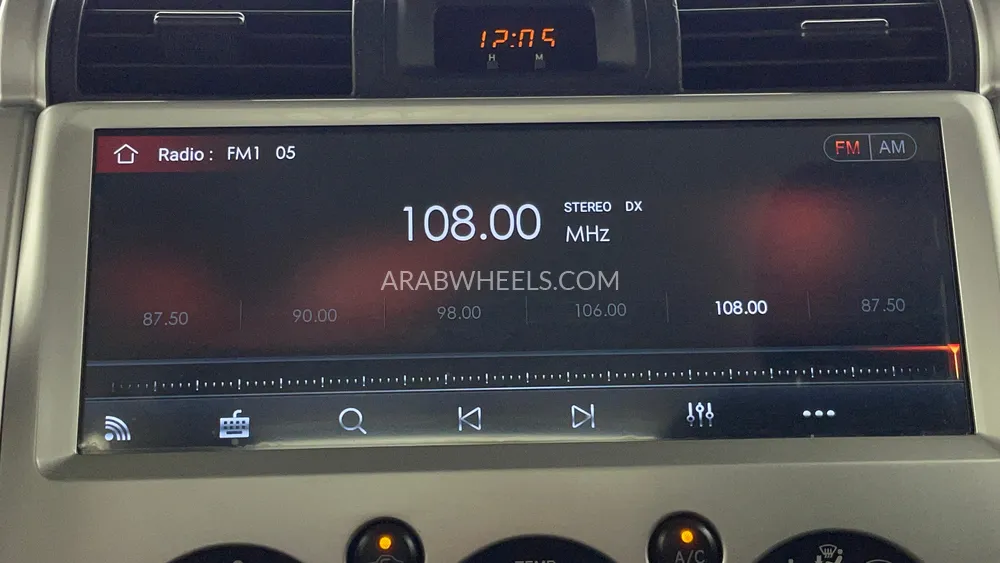 12:05
H M
Radio : FM1 05
FM AM
108.00 STEREO DX
MHz
ARABWHEELS.COM
87.50 90.00 98.00 106.00 108.00 87.50
TEMP
A/C